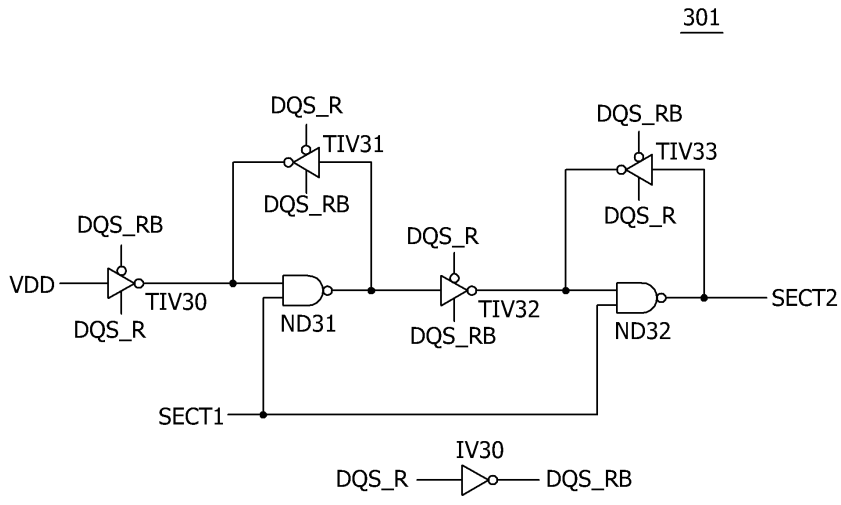 301
DQS_R
TIV31
DQS_RB
DQS_RB
TIV33
DQS_R
DQS_RB
VDD
TIV30
DQS_R
ND31
DQS_R
TIV32
DQS_RB
ND32
SECT2
SECT1
IV30
DQS_R
DQS_RB